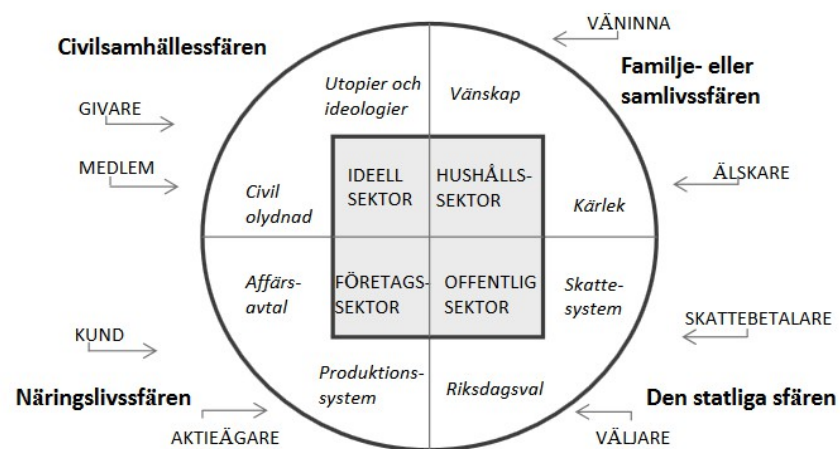 VÄNINNA
Civilsamhällessfären
Familje- eller
samlivssfären
Utopier och
ideologier
Vänskap
GIVARE
MEDLEM
IDEELL
SEKTOR
HUSHÅLLS-
SEKTOR
ÄLSKARE
Civil
olydnad
Kärlek
Affärs-
avtal
FÖRETAGS-
SEKTOR
OFFENTLIG
SEKTOR
Skatte-
system
KUND
SKATTEBETALARE
Produktions-
system
Riksdagsval
Näringslivssfären
Den statliga sfären
AKTIEÄGARE
VÄLJARE